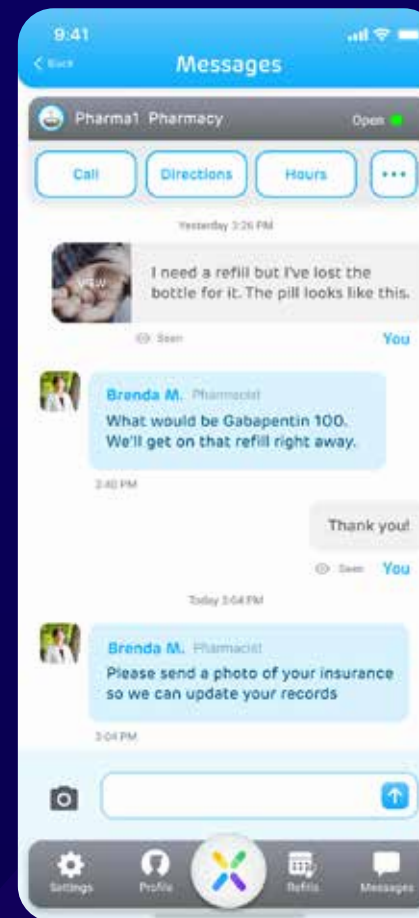 9:41
Back
Messages
Pharma1 Pharmacy
Open
Call
Directions
Hours
Yesterday 3:26 PM
VIEW
I need a refill but I've lost the
bottle for it. The pill looks like this.
Seen
You
Brenda M. Pharmacist
What would be Gabapentin 100.
We'll get on that refill right away.
3:40 PM
Thank you!
Seen
You
Today 3:04 PM
Brenda M. Pharmacist
Please send a photo of your insurance
so we can update your records
3:04 PM
Settings
Profile
Refills
Messages